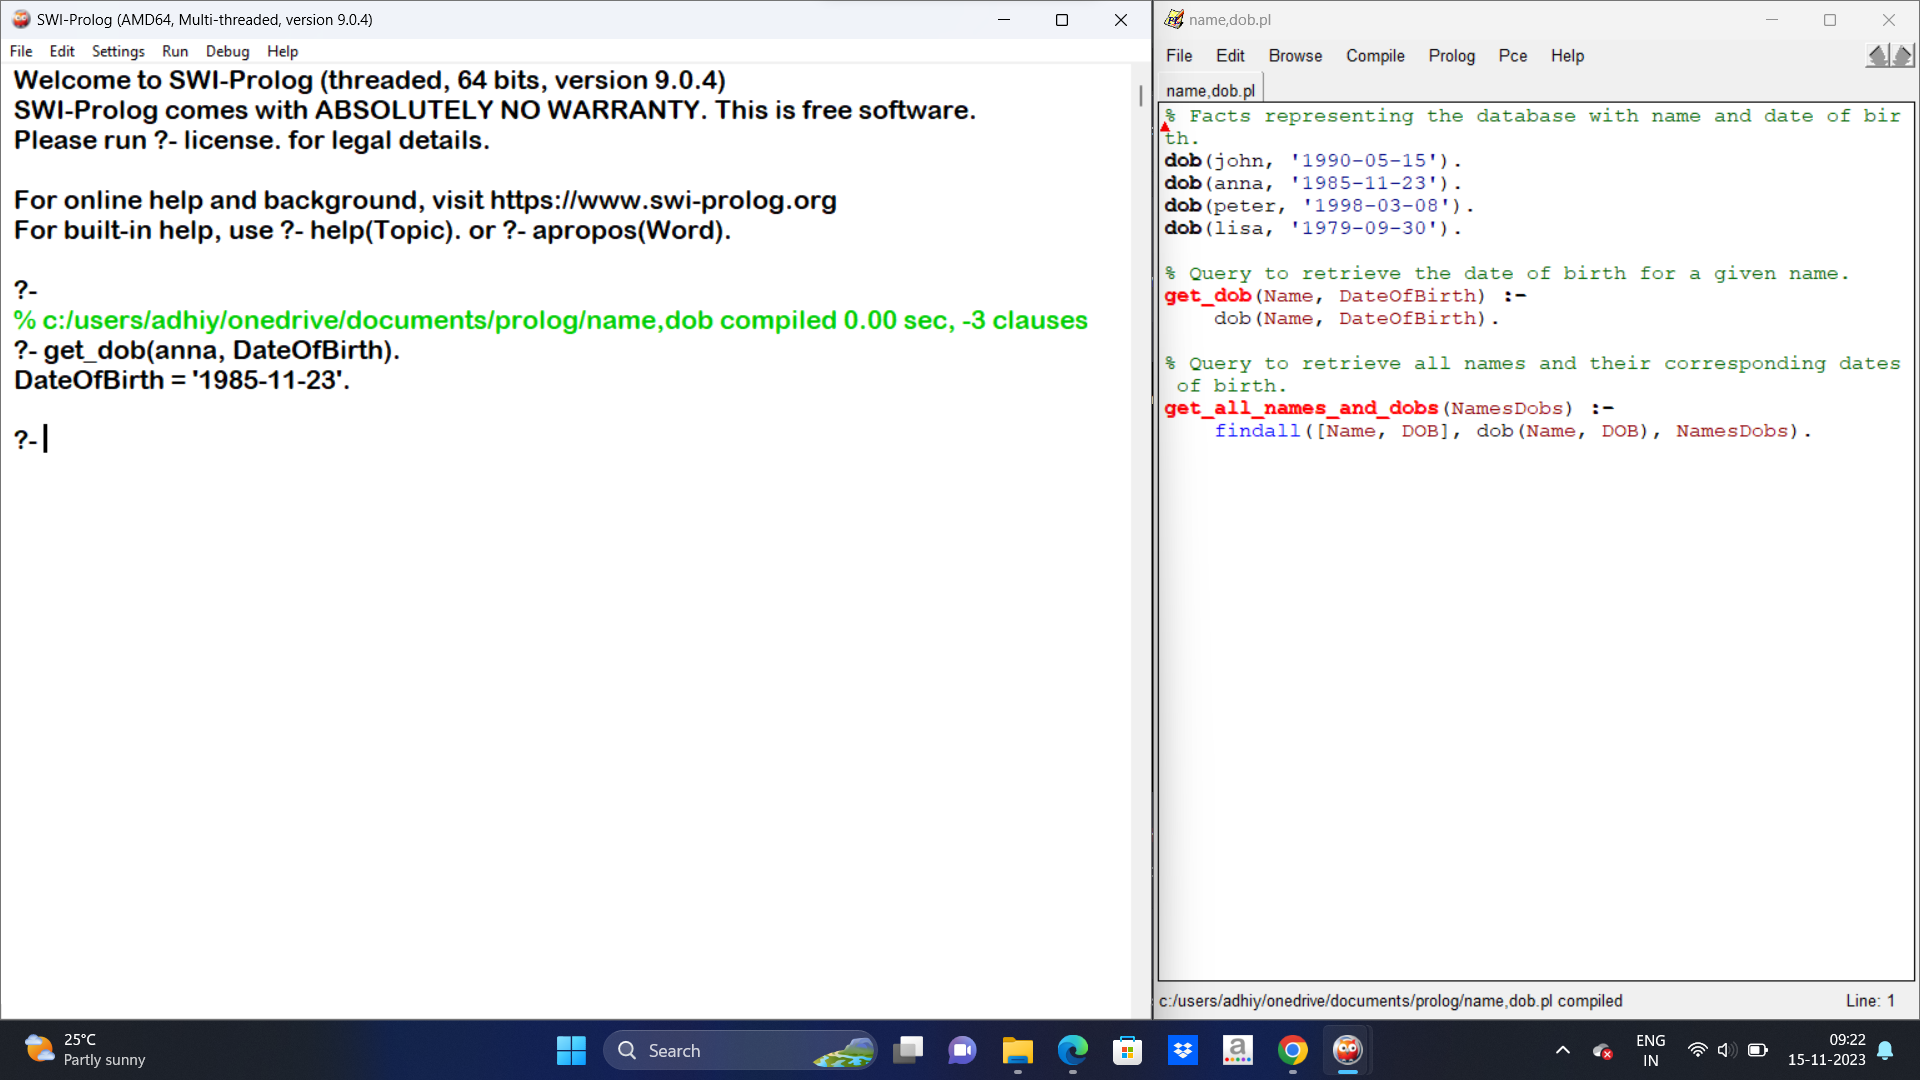 SWI-Prolog (AMD64, Multi-threaded, version 9.0.4)
File Edit Settings Run Debug Help
Welcome to SWI-Prolog (threaded, 64 bits, version 9.0.4)
SWI-Prolog comes with ABSOLUTELY NO WARRANTY. This is free software.
Please run ?- license. for legal details.
For online help and background, visit https://www.swi-prolog.org
For built-in help, use ?- help(Topic). or ?- apropos(Word).
?-
% c:/users/adhiy/onedrive/documents/prolog/name,dob compiled 0.00 sec, -3 clauses
?- get_dob(anna, DateOfBirth).
DateOfBirth = '1985-11-23'.
?-
name,dob.pl
File Edit Browse Compile Prolog Pce Help
name,dob.pl
% Facts representing the database with name and date of bir
th.
dob(john, '1990-05-15').
dob(anna, '1985-11-23').
dob(peter, '1998-03-08').
dob(lisa, '1979-09-30').
% Query to retrieve the date of birth for a given name.
get_dob(Name, DateOfBirth) :-
dob(Name, DateOfBirth).
% Query to retrieve all names and their corresponding dates
of birth.
get_all_names_and_dobs(NamesDobs) :-
findall([Name, DOB], dob(Name, DOB), NamesDobs).
c:/users/adhiy/onedrive/documents/prolog/name,dob.pl compiled
Line: 1
25°C
Partly sunny
Search
a
ENG
IN
09:22
15-11-2023